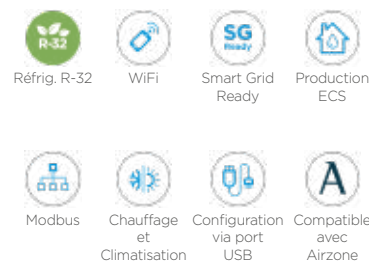 R-32
SG
Ready
Réfrig. R-32
WiFi
Smart Grid
Ready
Production
ECS
A
Modbus
Chauffage
et
Climatisation
Configuration
via port
USB
Compatible
avec
Airzone